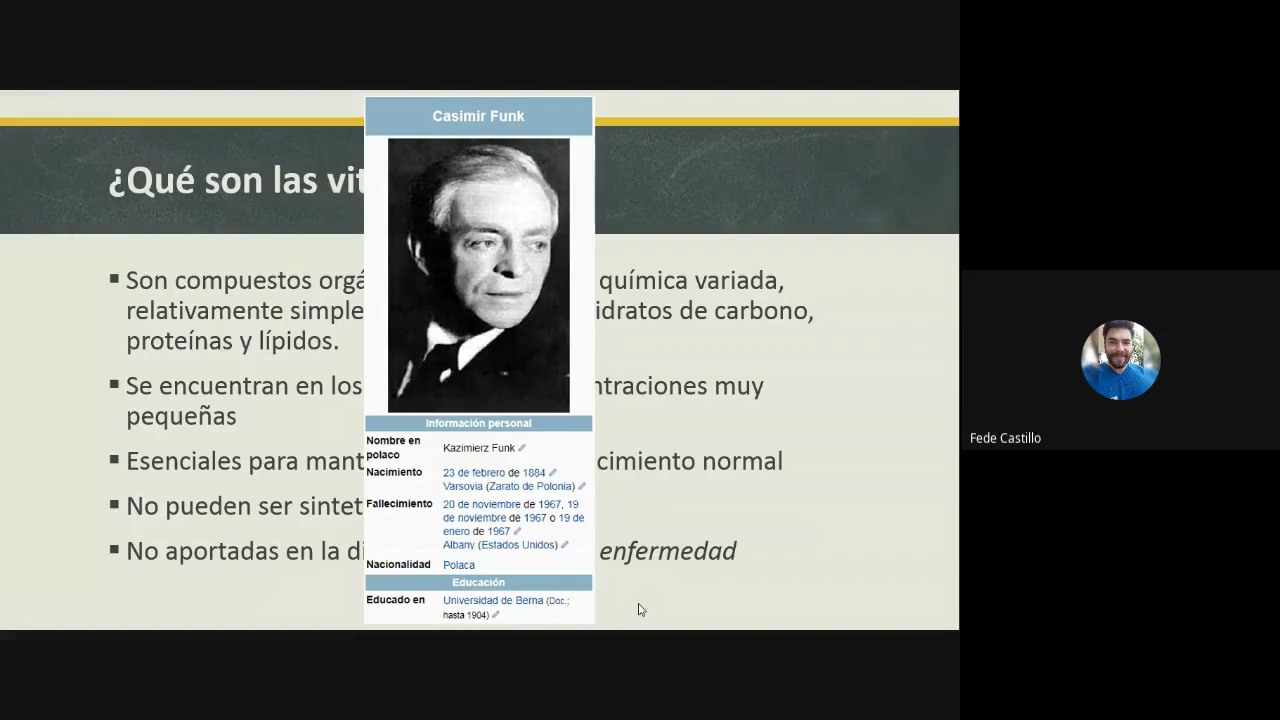 Casimir Funk
¿Qué son las vit
Son compuestos orgá química variada,
relativamente simple idratos de carbono,
proteínas y lípidos.
Se encuentran en los ntraciones muy
pequeñas
Esenciales para mant cimiento normal
No pueden ser sintet
No aportadas en la di enfermedad
Información personal
Nombre en
polaco
Kazimierz Funk
Nacimiento 23 de febrero de 1884
Varsovia (Zarato de Polonia)
Fallecimiento 20 de noviembre de 1967, 19
de noviembre de 1967 o 19 de
enero de 1967
Albany (Estados Unidos)
Nacionalidad Polaca
Educación
Educado en Universidad de Berna (Doc.;
hasta 1904)
Fede Castillo